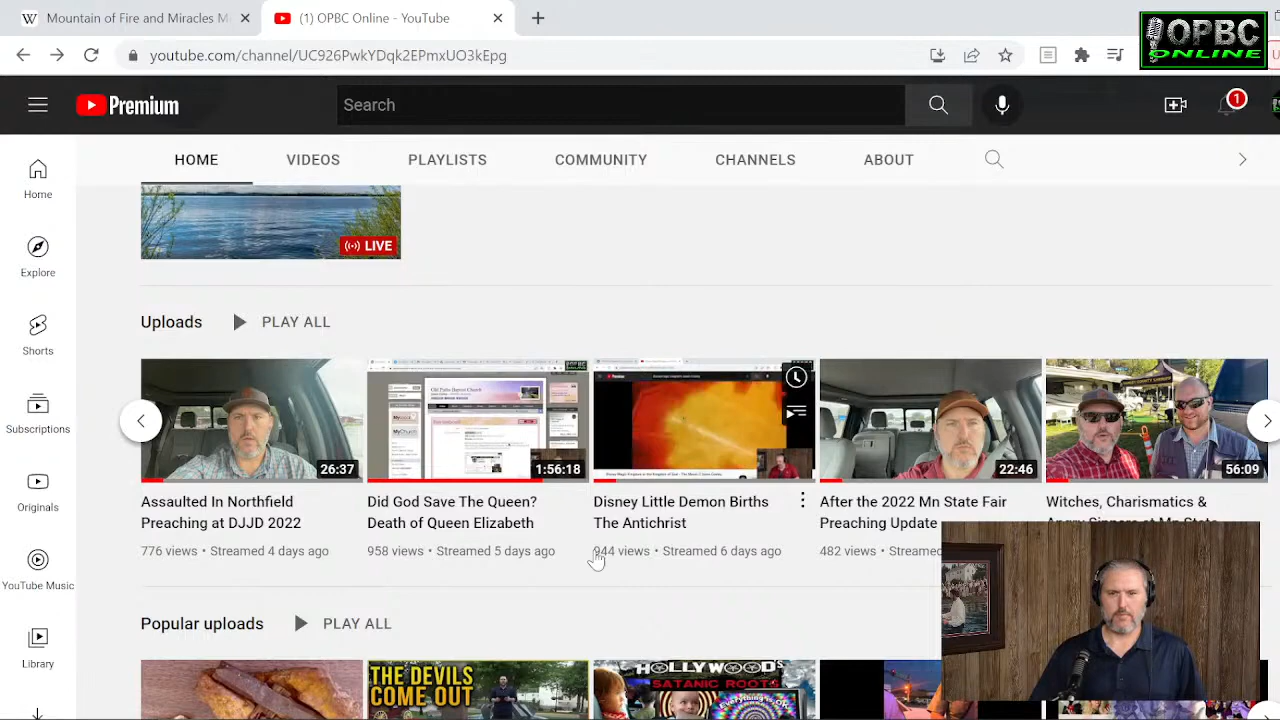 Mountain of Fire and Miracles M
(1) OPBC Online - YouTube
youtube.com/channel/UC926PwkYDqk2EPmxUO3kEpg
OPBC
ONLINE
Premium
Search
1
HOME
VIDEOS
PLAYLISTS
COMMUNITY
CHANNELS
ABOUT
Home
Explore
Shorts
Subscriptions
Originals
YouTube Music
Library
LIVE
Uploads
PLAY ALL
26:37
1:56:18
22:46
56:09
Assaulted In Northfield
Preaching at DJJD 2022
776 views • Streamed 4 days ago
Did God Save The Queen?
Death of Queen Elizabeth
958 views • Streamed 5 days ago
Disney Little Demon Births
The Antichrist
944 views • Streamed 6 days ago
After the 2022 Mn State Fair
Preaching Update
482 views • Streamed
Witches, Charismatics &
Angry Sinners at Mn State
Popular uploads
PLAY ALL
THE DEVILS
COME OUT
HOLLYWOOD'S
SATANIC ROOTS